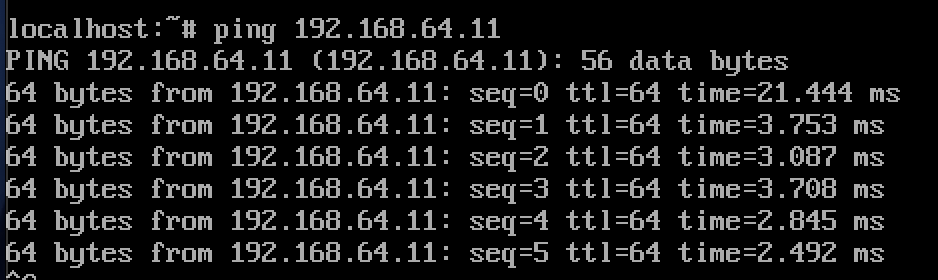 localhost:~# ping 192.168.64.11
PING 192.168.64.11 (192.168.64.11): 56 data bytes
64 bytes from 192.168.64.11: seq=0 ttl=64 time=21.444 ms
64 bytes from 192.168.64.11: seq=1 ttl=64 time=3.753 ms
64 bytes from 192.168.64.11: seq=2 ttl=64 time=3.087 ms
64 bytes from 192.168.64.11: seq=3 ttl=64 time=3.708 ms
64 bytes from 192.168.64.11: seq=4 ttl=64 time=2.845 ms
64 bytes from 192.168.64.11: seq=5 ttl=64 time=2.492 ms